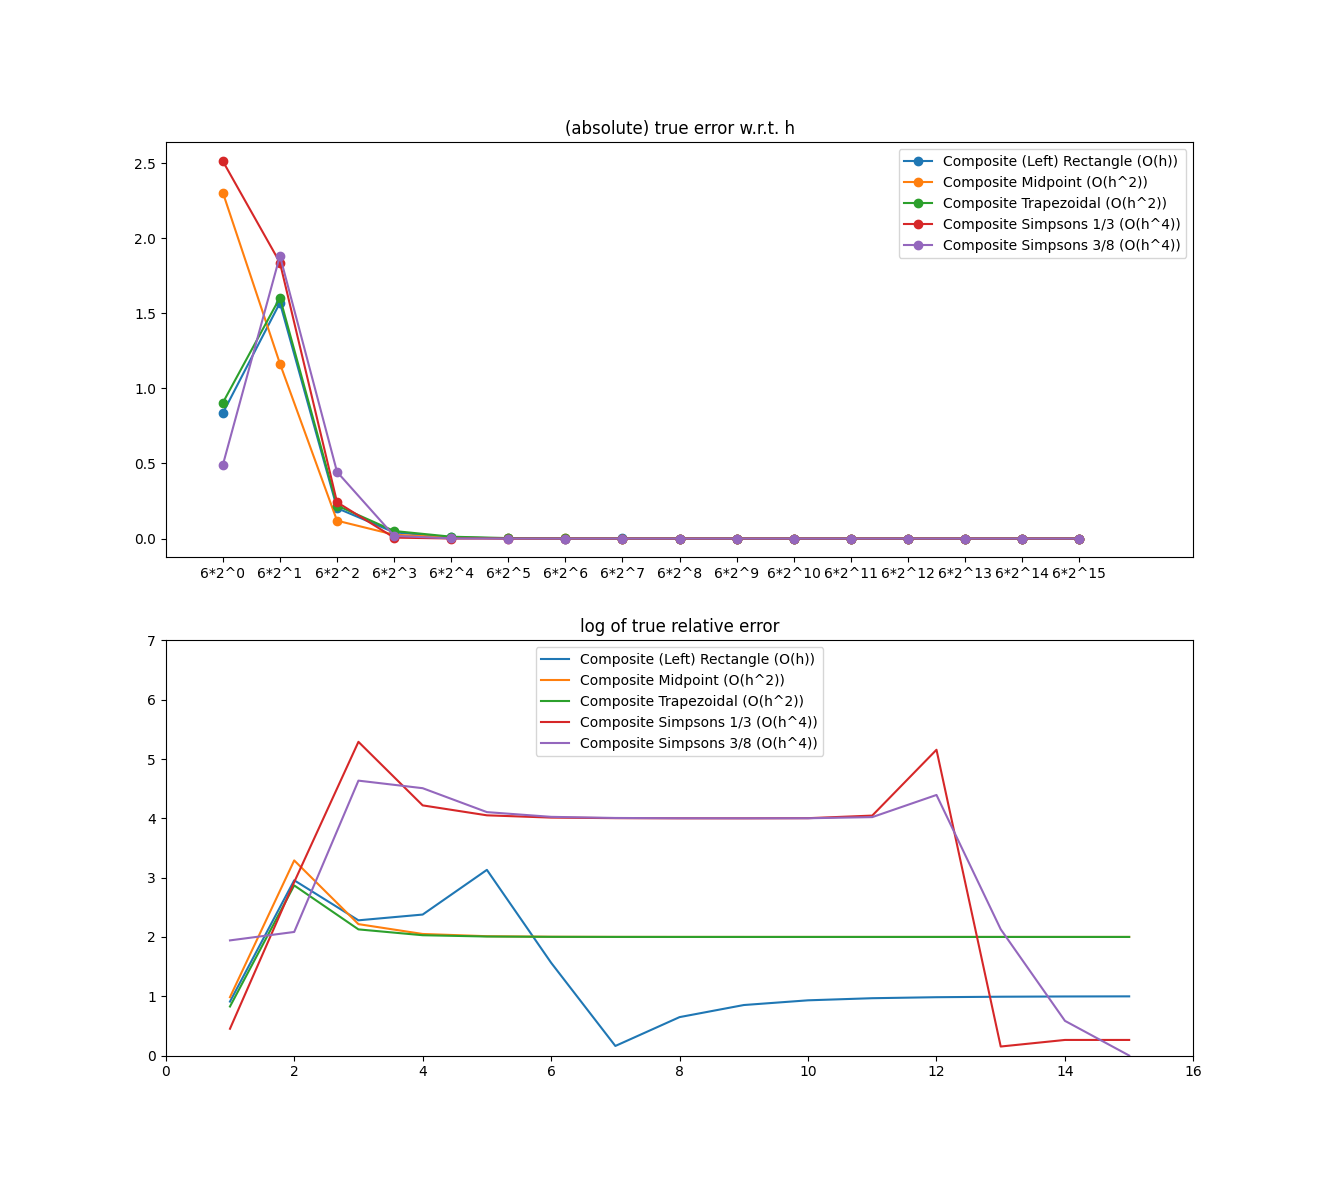 (absolute) true error w.r.t. h
Composite (Left) Rectangle (O(h))
Composite Midpoint (O(h^2))
Composite Trapezoidal (O(h^2))
Composite Simpsons 1/3 (O(h^4))
Composite Simpsons 3/8 (O(h^4))
2.5
2.0
1.5
1.0
0.5
0.0
6*2^0 6*2^1 6*2^2 6*2^3 6*2^4 6*2^5 6*2^6 6*2^7 6*2^8 6*2^9 6*2^10 6*2^11 6*2^12 6*2^13 6*2^14 6*2^15
log of true relative error
Composite (Left) Rectangle (O(h))
Composite Midpoint (O(h^2))
Composite Trapezoidal (O(h^2))
Composite Simpsons 1/3 (O(h^4))
Composite Simpsons 3/8 (O(h^4))
7
6
5
4
3
2
1
0
0 2 4 6 8 10 12 14 16